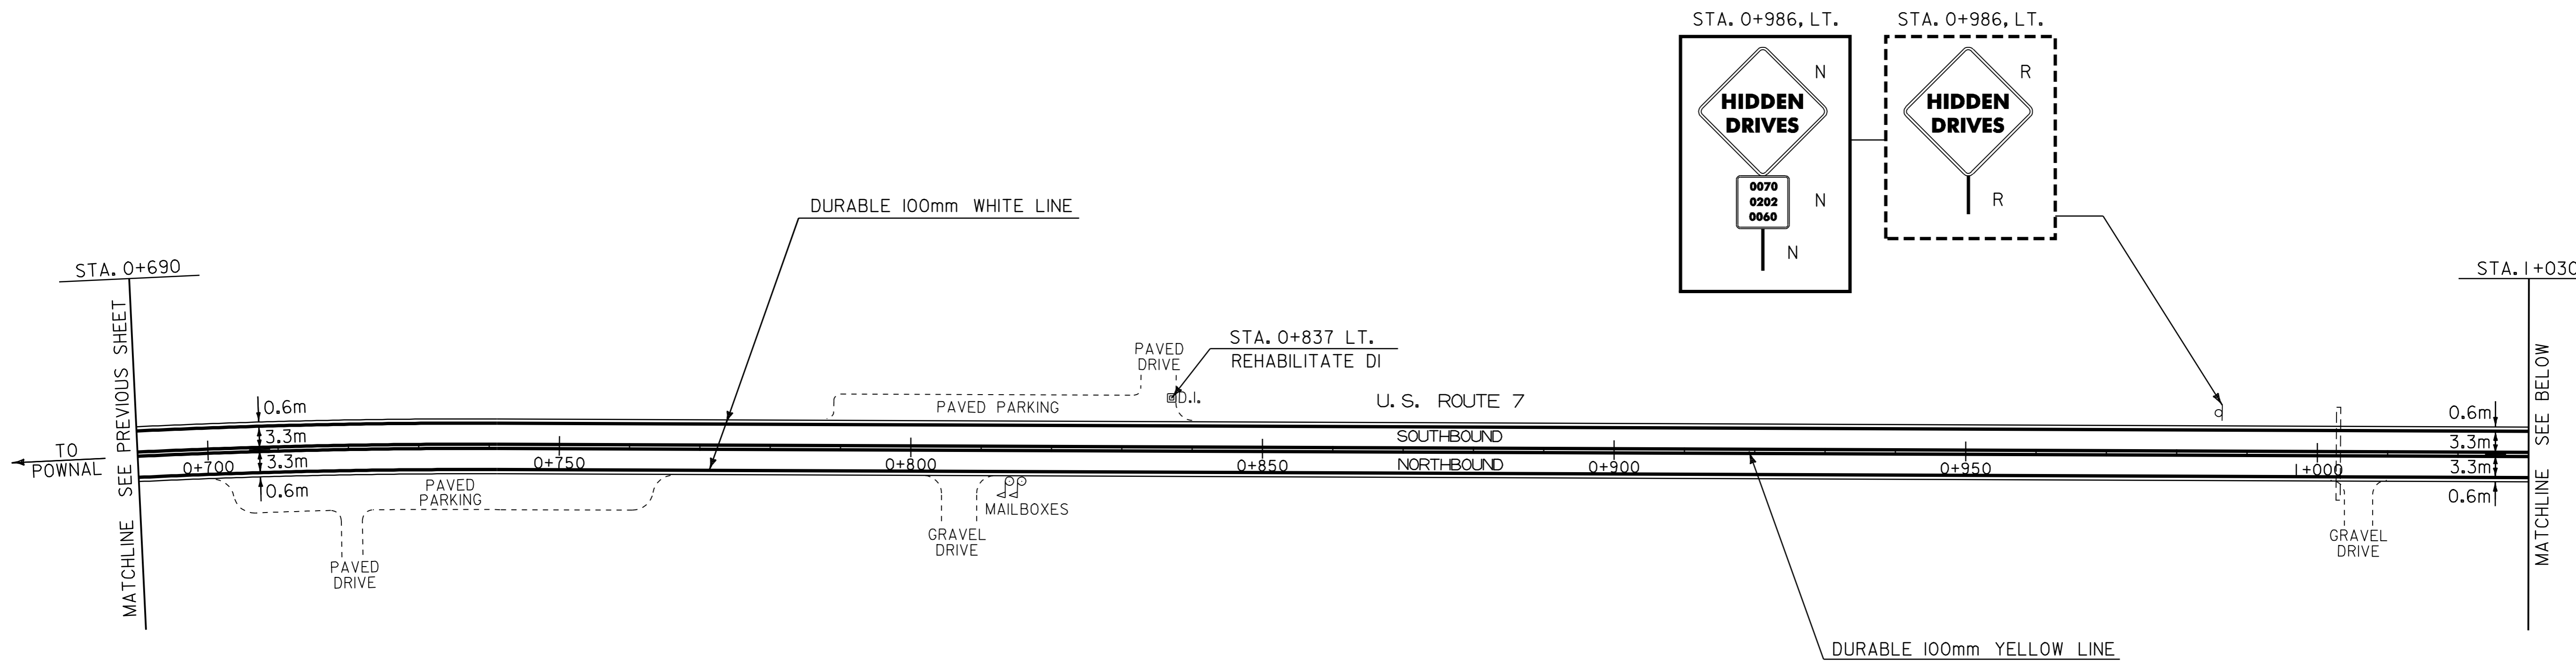 STA. 0+986, LT.
STA. 0+986, LT.
N
HIDDEN
DRIVES
0070
0202
0060
N
N
R
HIDDEN
DRIVES
R
DURABLE 100mm WHITE LINE
STA. 0+690
STA. 1+030
MATCHLINE SEE PREVIOUS SHEET
STA. 0+837 LT.
REHABILITATE DI
PAVED
DRIVE
D.I.
PAVED PARKING
U.S. ROUTE 7
0.6m
3.3m
3.3m
0.6m
TO
POWNAL
SOUTHBOUND
NORTHBOUND
0+700
0+750
0+800
0+850
0+900
0+950
1+000
0.6m
3.3m
3.3m
0.6m
MATCHLINE SEE BELOW
PAVED
PARKING
MAILBOXES
GRAVEL
DRIVE
PAVED
DRIVE
GRAVEL
DRIVE
DURABLE 100mm YELLOW LINE